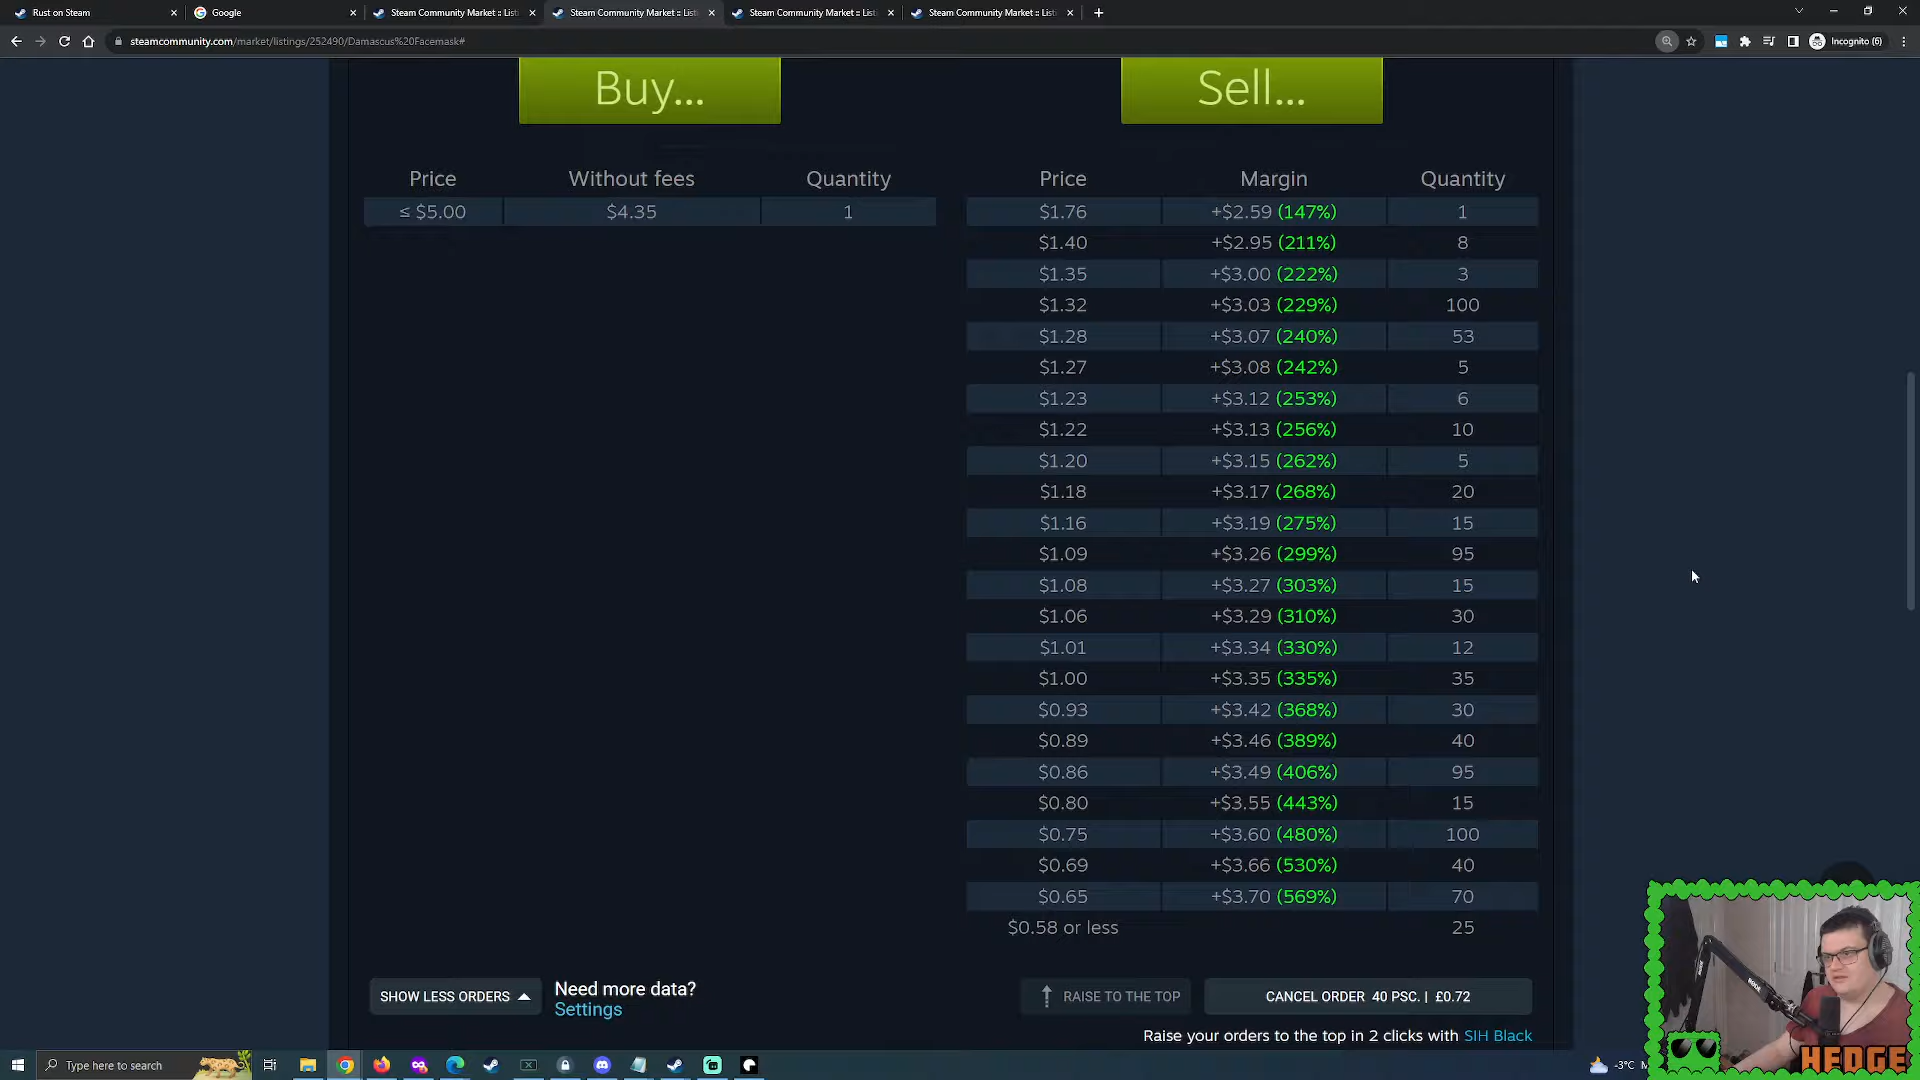 Rust on Steam
Google
Steam Community Market :: List
Steam Community Market :: List
Steam Community Market :: List
Steam Community Market :: List
steamcommunity.com/market/listings/252490/Damascus%20Facemask#
Incognito (6)
Buy...
Sell...
Price Without fees Quantity
≤ $5.00 $4.35 1
Price Margin Quantity
$1.76 +$2.59 (147%) 1
$1.40 +$2.95 (211%) 8
$1.35 +$3.00 (222%) 3
$1.32 +$3.03 (229%) 100
$1.28 +$3.07 (240%) 53
$1.27 +$3.08 (242%) 5
$1.23 +$3.12 (253%) 6
$1.22 +$3.13 (256%) 10
$1.20 +$3.15 (262%) 5
$1.18 +$3.17 (268%) 20
$1.16 +$3.19 (275%) 15
$1.09 +$3.26 (299%) 95
$1.08 +$3.27 (303%) 15
$1.06 +$3.29 (310%) 30
$1.01 +$3.34 (330%) 12
$1.00 +$3.35 (335%) 35
$0.93 +$3.42 (368%) 30
$0.89 +$3.46 (389%) 40
$0.86 +$3.49 (406%) 95
$0.80 +$3.55 (443%) 15
$0.75 +$3.60 (480%) 100
$0.69 +$3.66 (530%) 40
$0.65 +$3.70 (569%) 70
$0.58 or less 25
SHOW LESS ORDERS
Need more data?
Settings
RAISE TO THE TOP
CANCEL ORDER 40 PSC. | £0.72
Raise your orders to the top in 2 clicks with SIH Black
Type here to search
-3°C
HEDGE